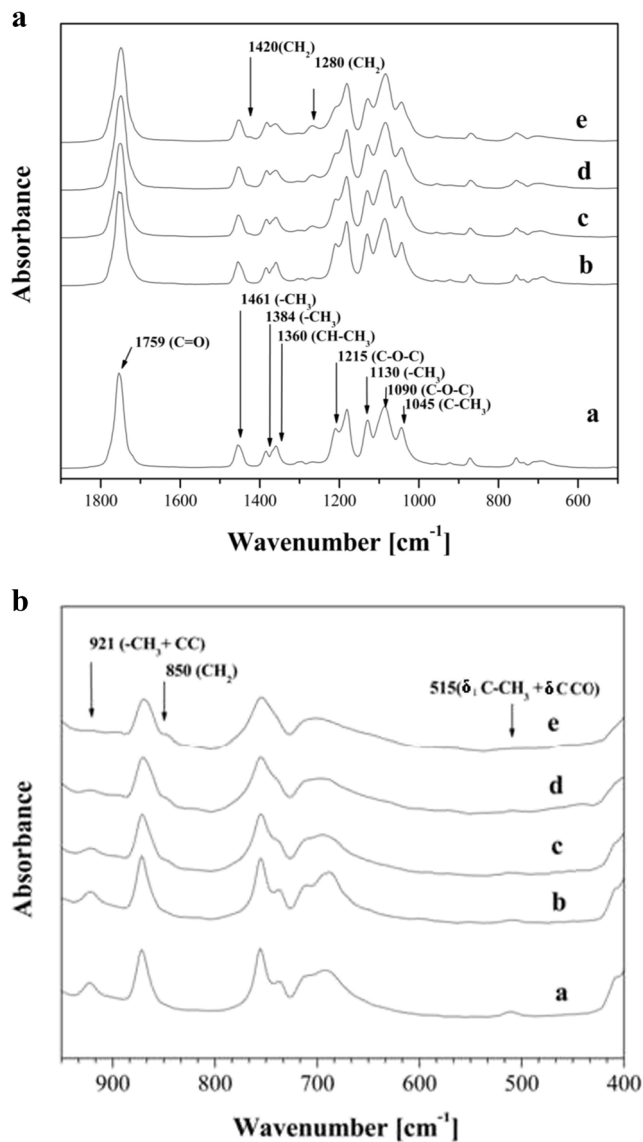 a
1420(CH₂)
1280 (CH₂)
e
d
c
b
1461 (-CH₃)
1384 (-CH₃)
1360 (CH-CH₃)
1759 (C=O)
1215 (C-O-C)
1130 (-CH₃)
1090 (C-O-C)
1045 (C-CH₃)
a
Absorbance
1800 1600 1400 1200 1000 800 600
Wavenumber [cm⁻¹]
b
921 (-CH₃+ CC)
850 (CH₂)
515(δ₁ C-CH₃ +δCCO)
e
d
c
b
a
Absorbance
900 800 700 600 500 400
Wavenumber [cm⁻¹]